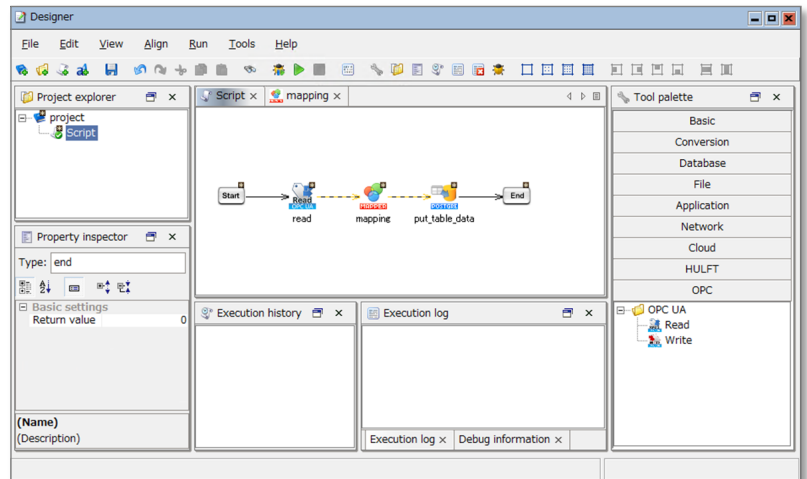 Designer
File Edit View Align Run Tools Help
Project explorer
project
Script
Property inspector
Type: end
Basic settings
Return value 0
(Name)
(Description)
Script mapping
Start
Read
OPC UA
read
MAPPER
mapping
POSTGRE
put_table_data
End
Execution history
Execution log
Execution log Debug information
Tool palette
Basic
Conversion
Database
File
Application
Network
Cloud
HULFT
OPC
OPC UA
Read
Write